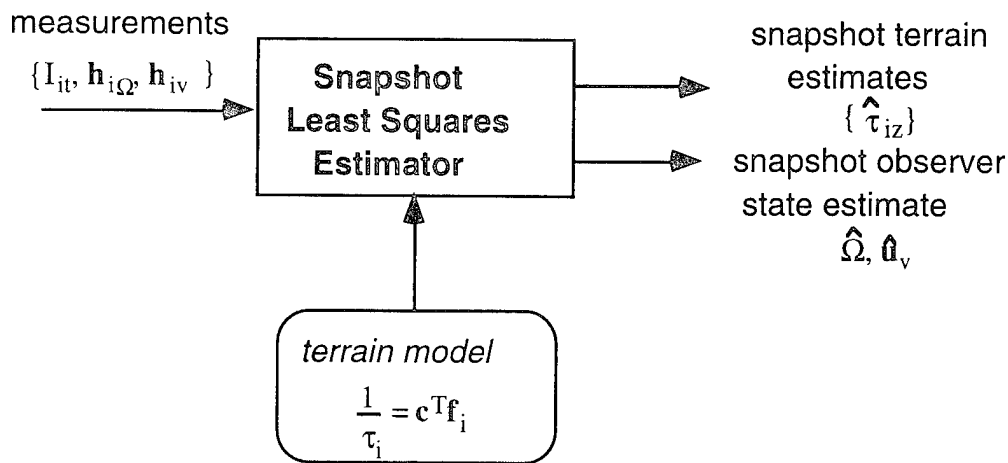 measurements
{I_it, h_iΩ, h_iv }
Snapshot
Least Squares
Estimator
snapshot terrain
estimates
{ τ̂_iz}
snapshot observer
state estimate
Ω̂, û_v
terrain model
1/τ_i = c^T f_i